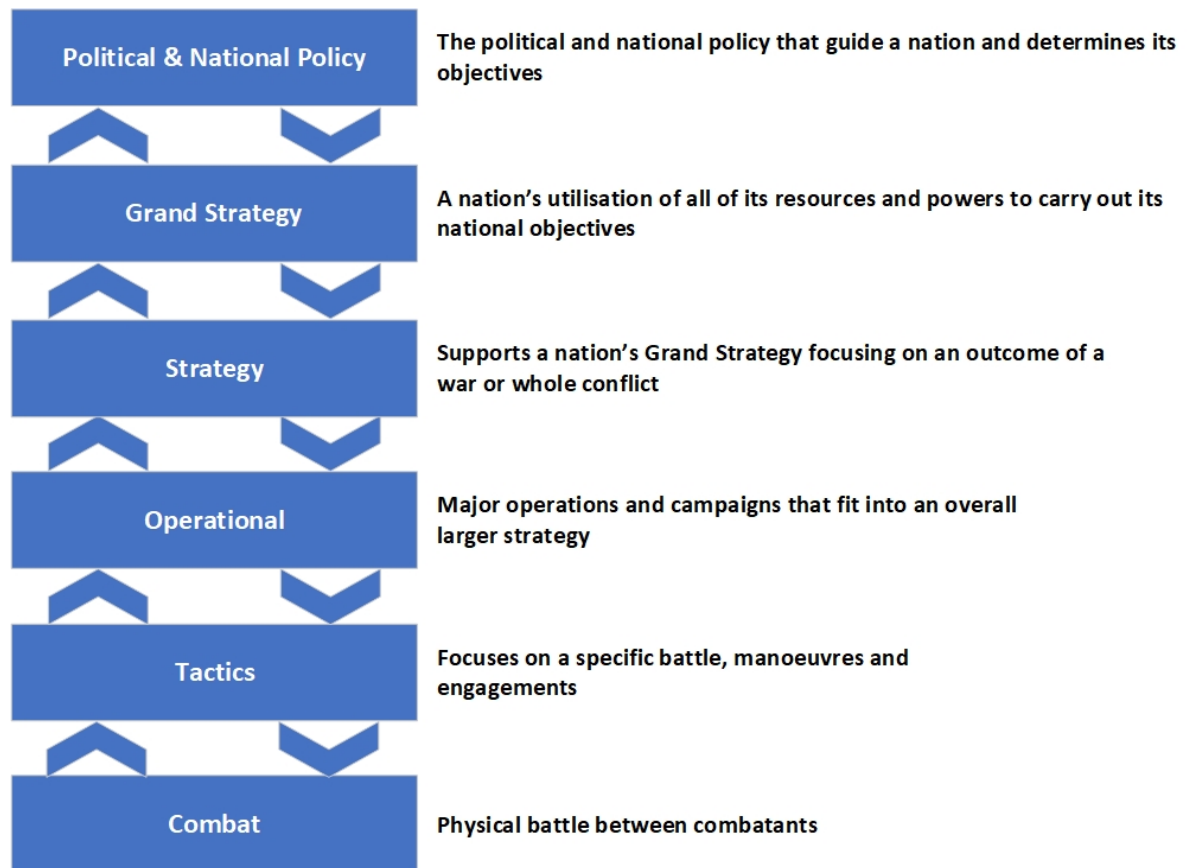 Political & National Policy
The political and national policy that guide a nation and determines its
objectives
Grand Strategy
A nation’s utilisation of all of its resources and powers to carry out its
national objectives
Strategy
Supports a nation’s Grand Strategy focusing on an outcome of a
war or whole conflict
Operational
Major operations and campaigns that fit into an overall
larger strategy
Tactics
Focuses on a specific battle, manoeuvres and
engagements
Combat
Physical battle between combatants